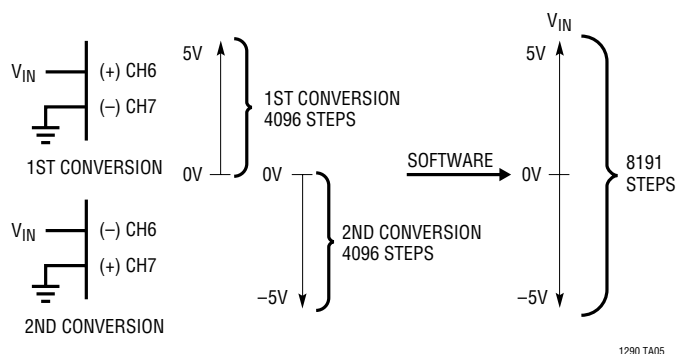 VIN
(+) CH6
(–) CH7
1ST CONVERSION
5V
0V
1ST CONVERSION
4096 STEPS
VIN
(–) CH6
(+) CH7
2ND CONVERSION
0V
–5V
2ND CONVERSION
4096 STEPS
SOFTWARE
VIN
5V
0V
–5V
8191
STEPS
1290 TA05